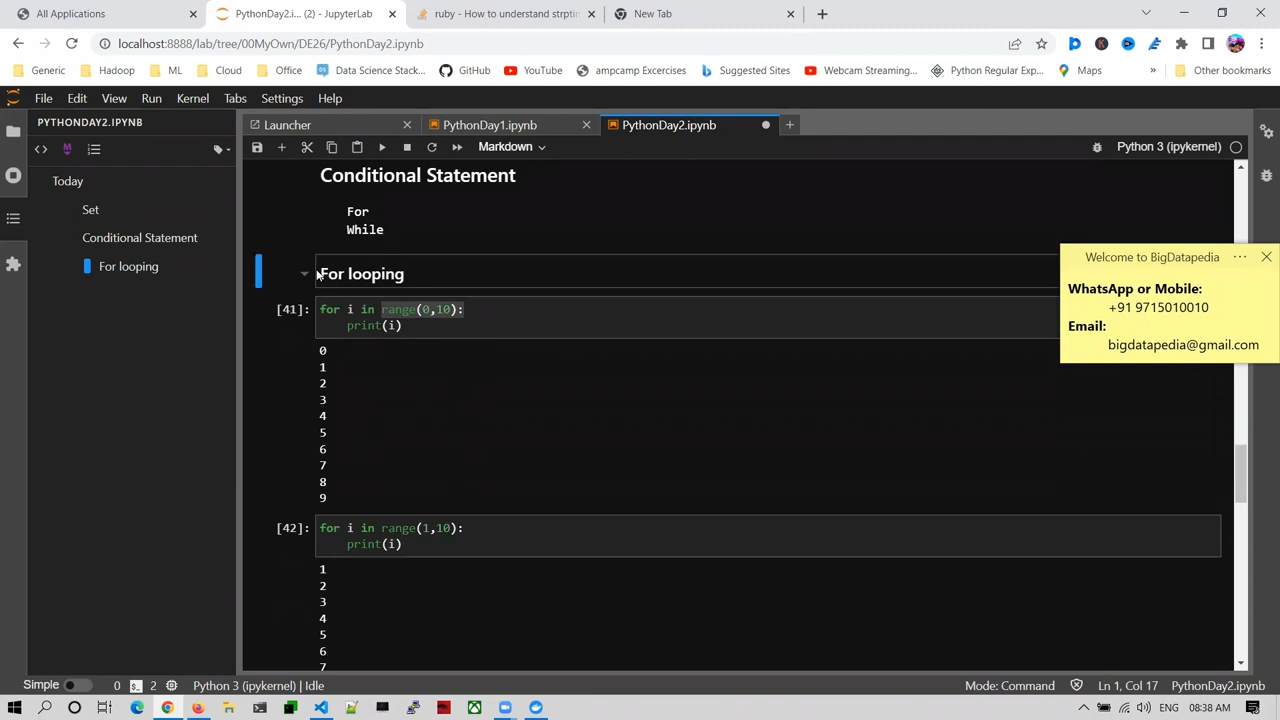 All Applications
PythonDay2.i... (2) - JupyterLab
ruby - How to understand strptin
New Tab
localhost:8888/lab/tree/00MyOwn/DE26/PythonDay2.ipynb
Generic
Hadoop
ML
Cloud
Office
Data Science Stack...
GitHub
YouTube
ampcamp Excercises
Suggested Sites
Webcam Streaming...
Python Regular Exp...
Maps
»
Other bookmarks
File Edit View Run Kernel Tabs Settings Help
PYTHONDAY2.IPYNB
Launcher
PythonDay1.ipynb
PythonDay2.ipynb
Markdown
Python 3 (ipykernel)
Today
Set
Conditional Statement
For looping
Conditional Statement
For
While
For looping
[41]: for i in range(0,10):
print(i)
0
1
2
3
4
5
6
7
8
9
[42]: for i in range(1,10):
print(i)
1
2
3
4
5
6
7
Welcome to BigDatapedia
WhatsApp or Mobile:
+91 9715010010
Email:
bigdatapedia@gmail.com
Simple 0 2 Python 3 (ipykernel) | Idle
Mode: Command Ln 1, Col 17 PythonDay2.ipynb
ENG 08:38 AM